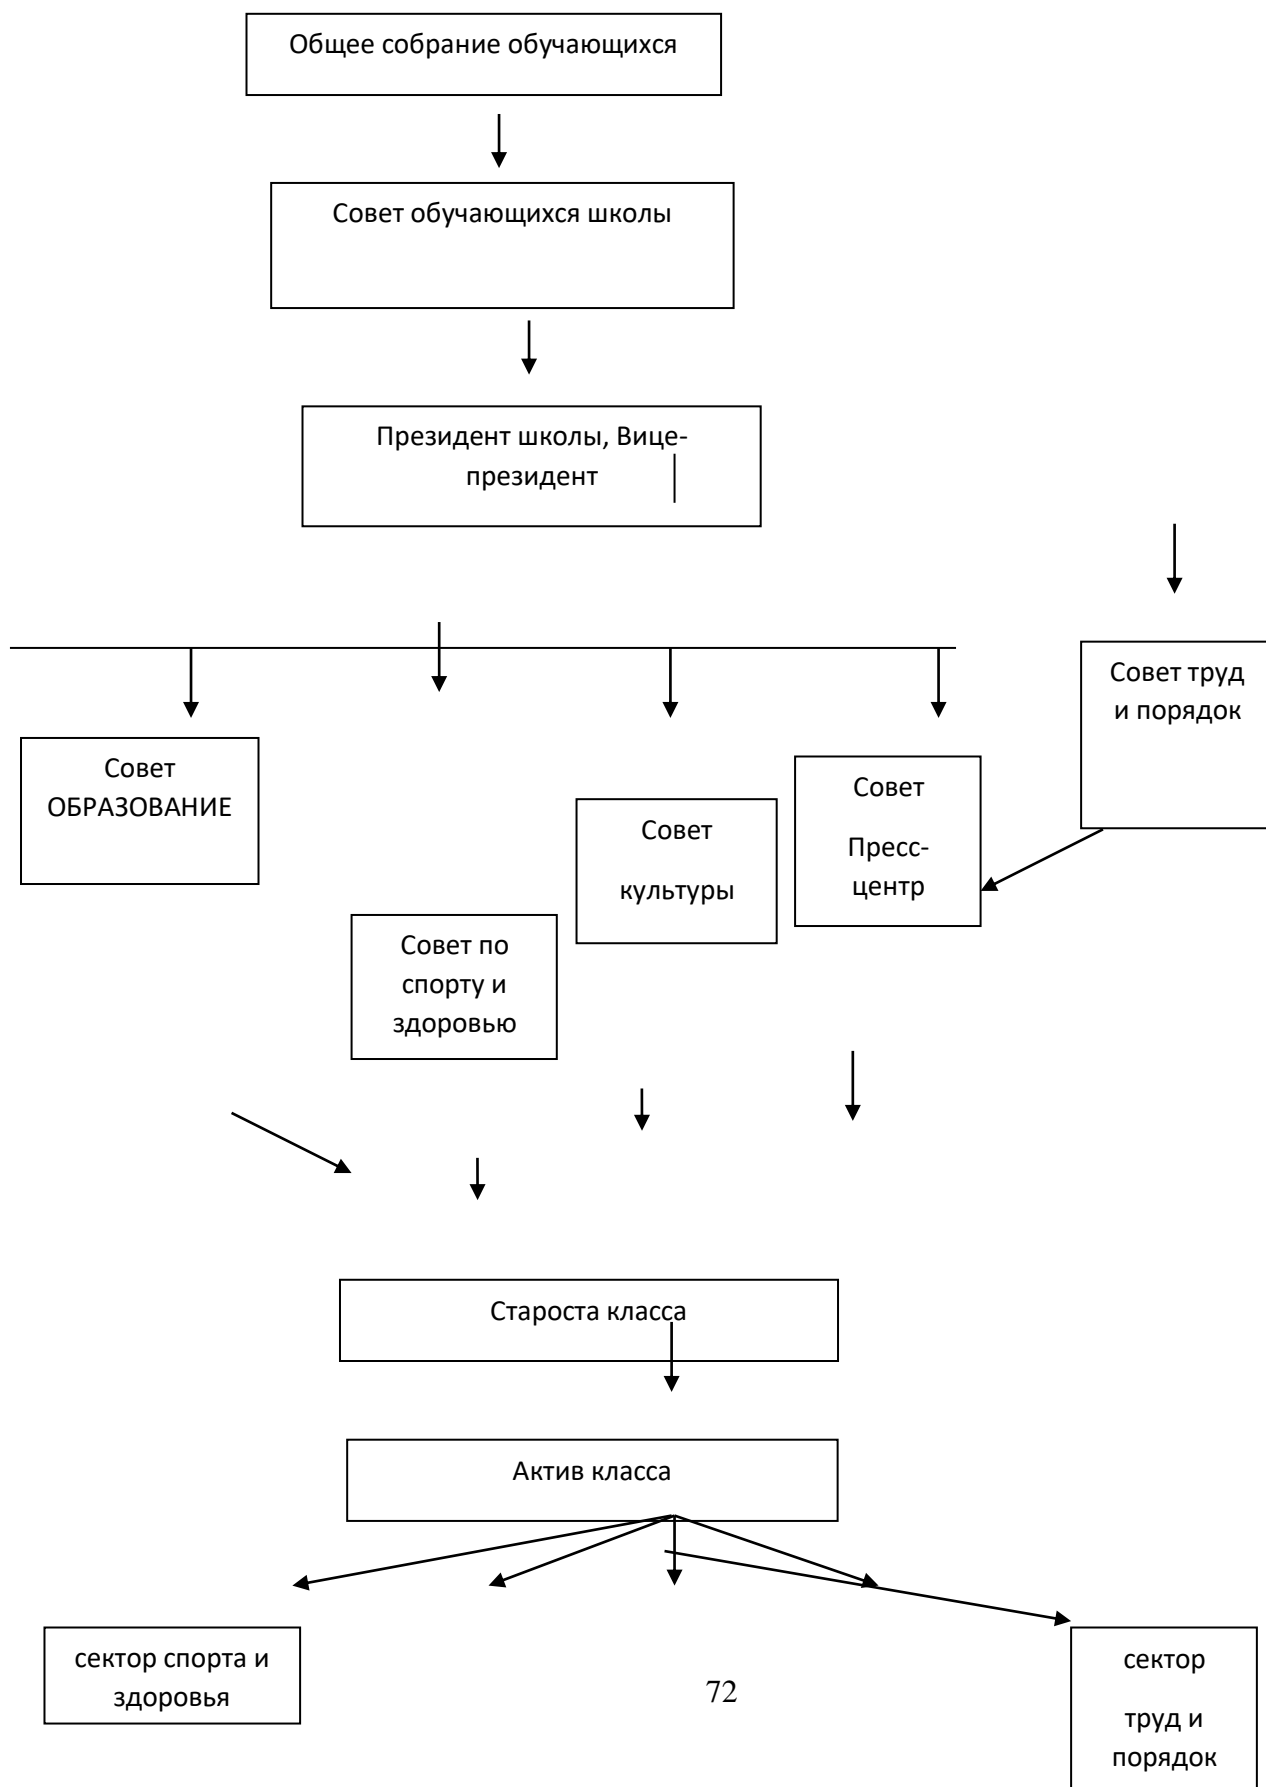 Общее собрание обучающихся
Совет обучающихся школы
Президент школы, Вице-
президент
Совет труд
и порядок
Совет
ОБРАЗОВАНИЕ
Совет
Пресс-
центр
Совет
культуры
Совет по
спорту и
здоровью
Староста класса
Актив класса
сектор спорта и
здоровья
сектор
труд и
порядок
72